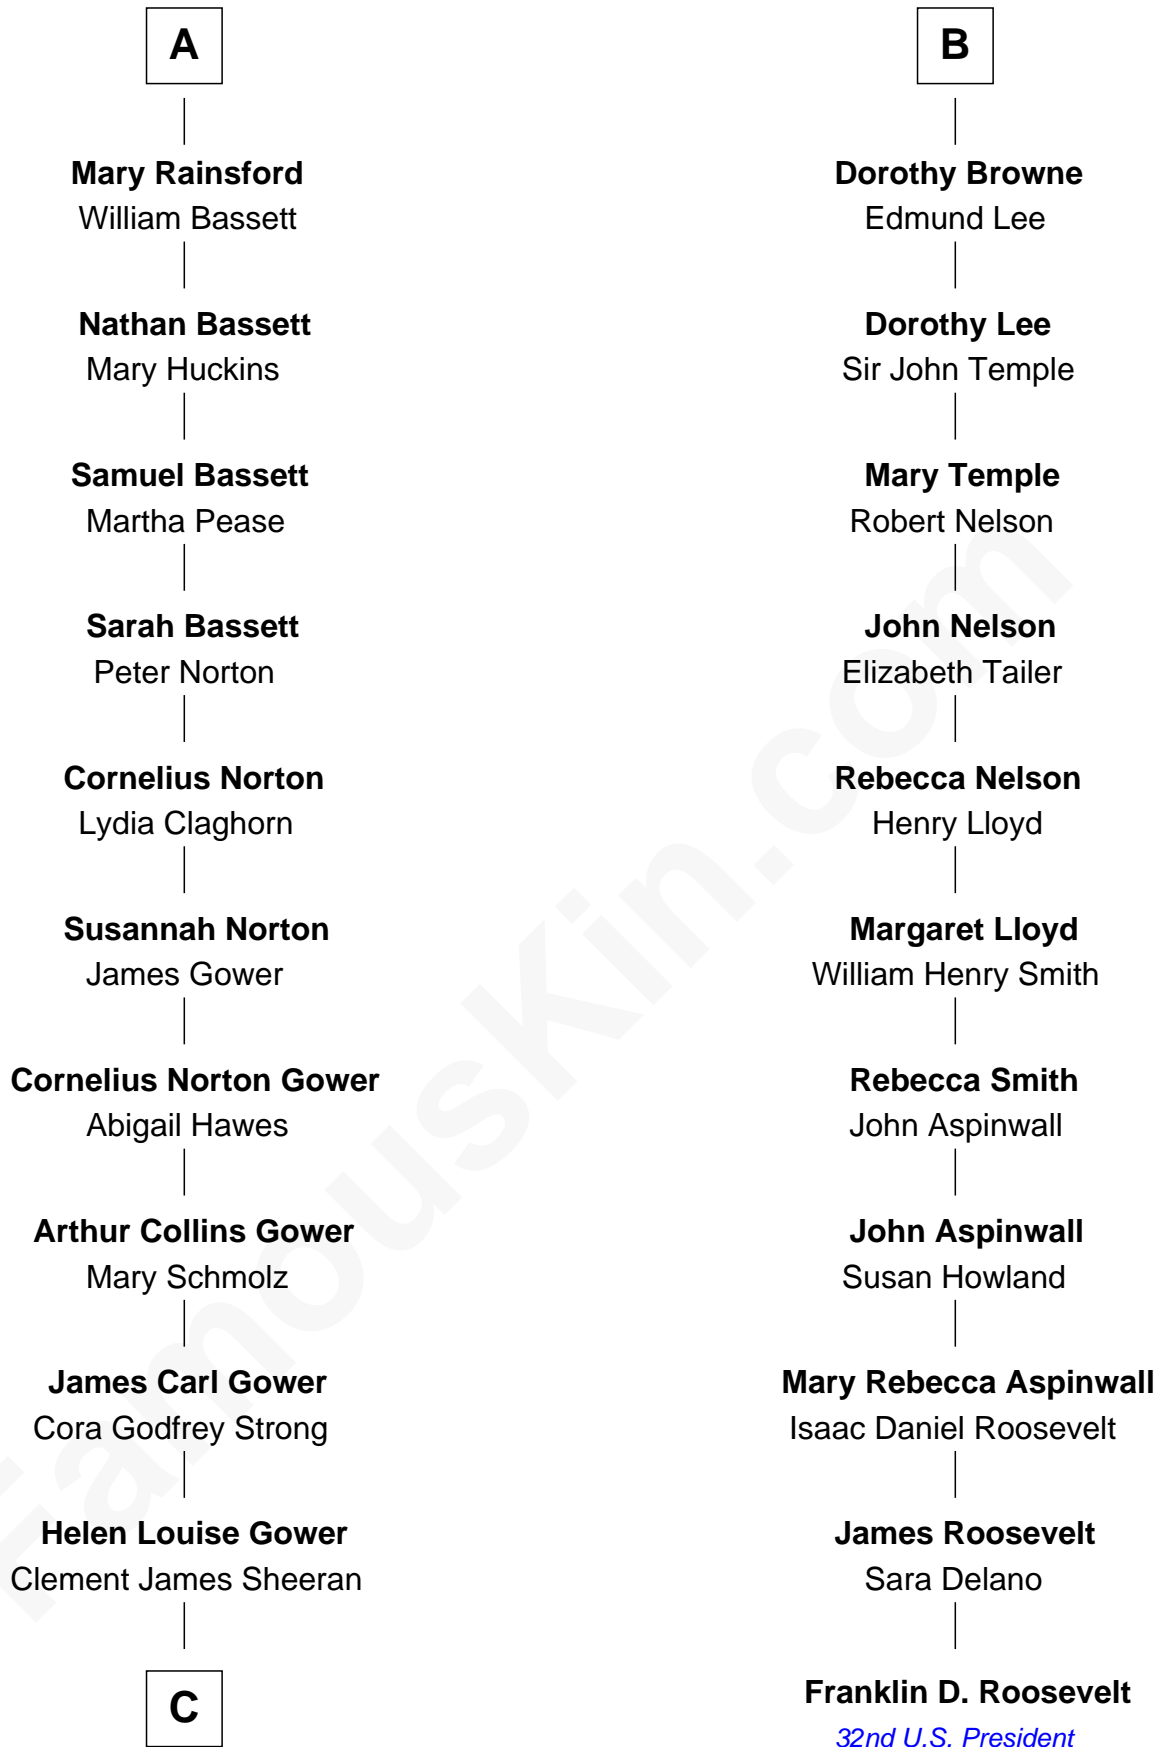 A
Mary Rainsford
William Bassett
Nathan Bassett
Mary Huckins
Samuel Bassett
Martha Pease
Sarah Bassett
Peter Norton
Cornelius Norton
Lydia Claghorn
Susannah Norton
James Gower
Cornelius Norton Gower
Abigail Hawes
Arthur Collins Gower
Mary Schmolz
James Carl Gower
Cora Godfrey Strong
Helen Louise Gower
Clement James Sheeran
C
B
Dorothy Browne
Edmund Lee
Dorothy Lee
Sir John Temple
Mary Temple
Robert Nelson
John Nelson
Elizabeth Tailer
Rebecca Nelson
Henry Lloyd
Margaret Lloyd
William Henry Smith
Rebecca Smith
John Aspinwall
John Aspinwall
Susan Howland
Mary Rebecca Aspinwall
Isaac Daniel Roosevelt
James Roosevelt
Sara Delano
Franklin D. Roosevelt
32nd U.S. President
FamousKin.com